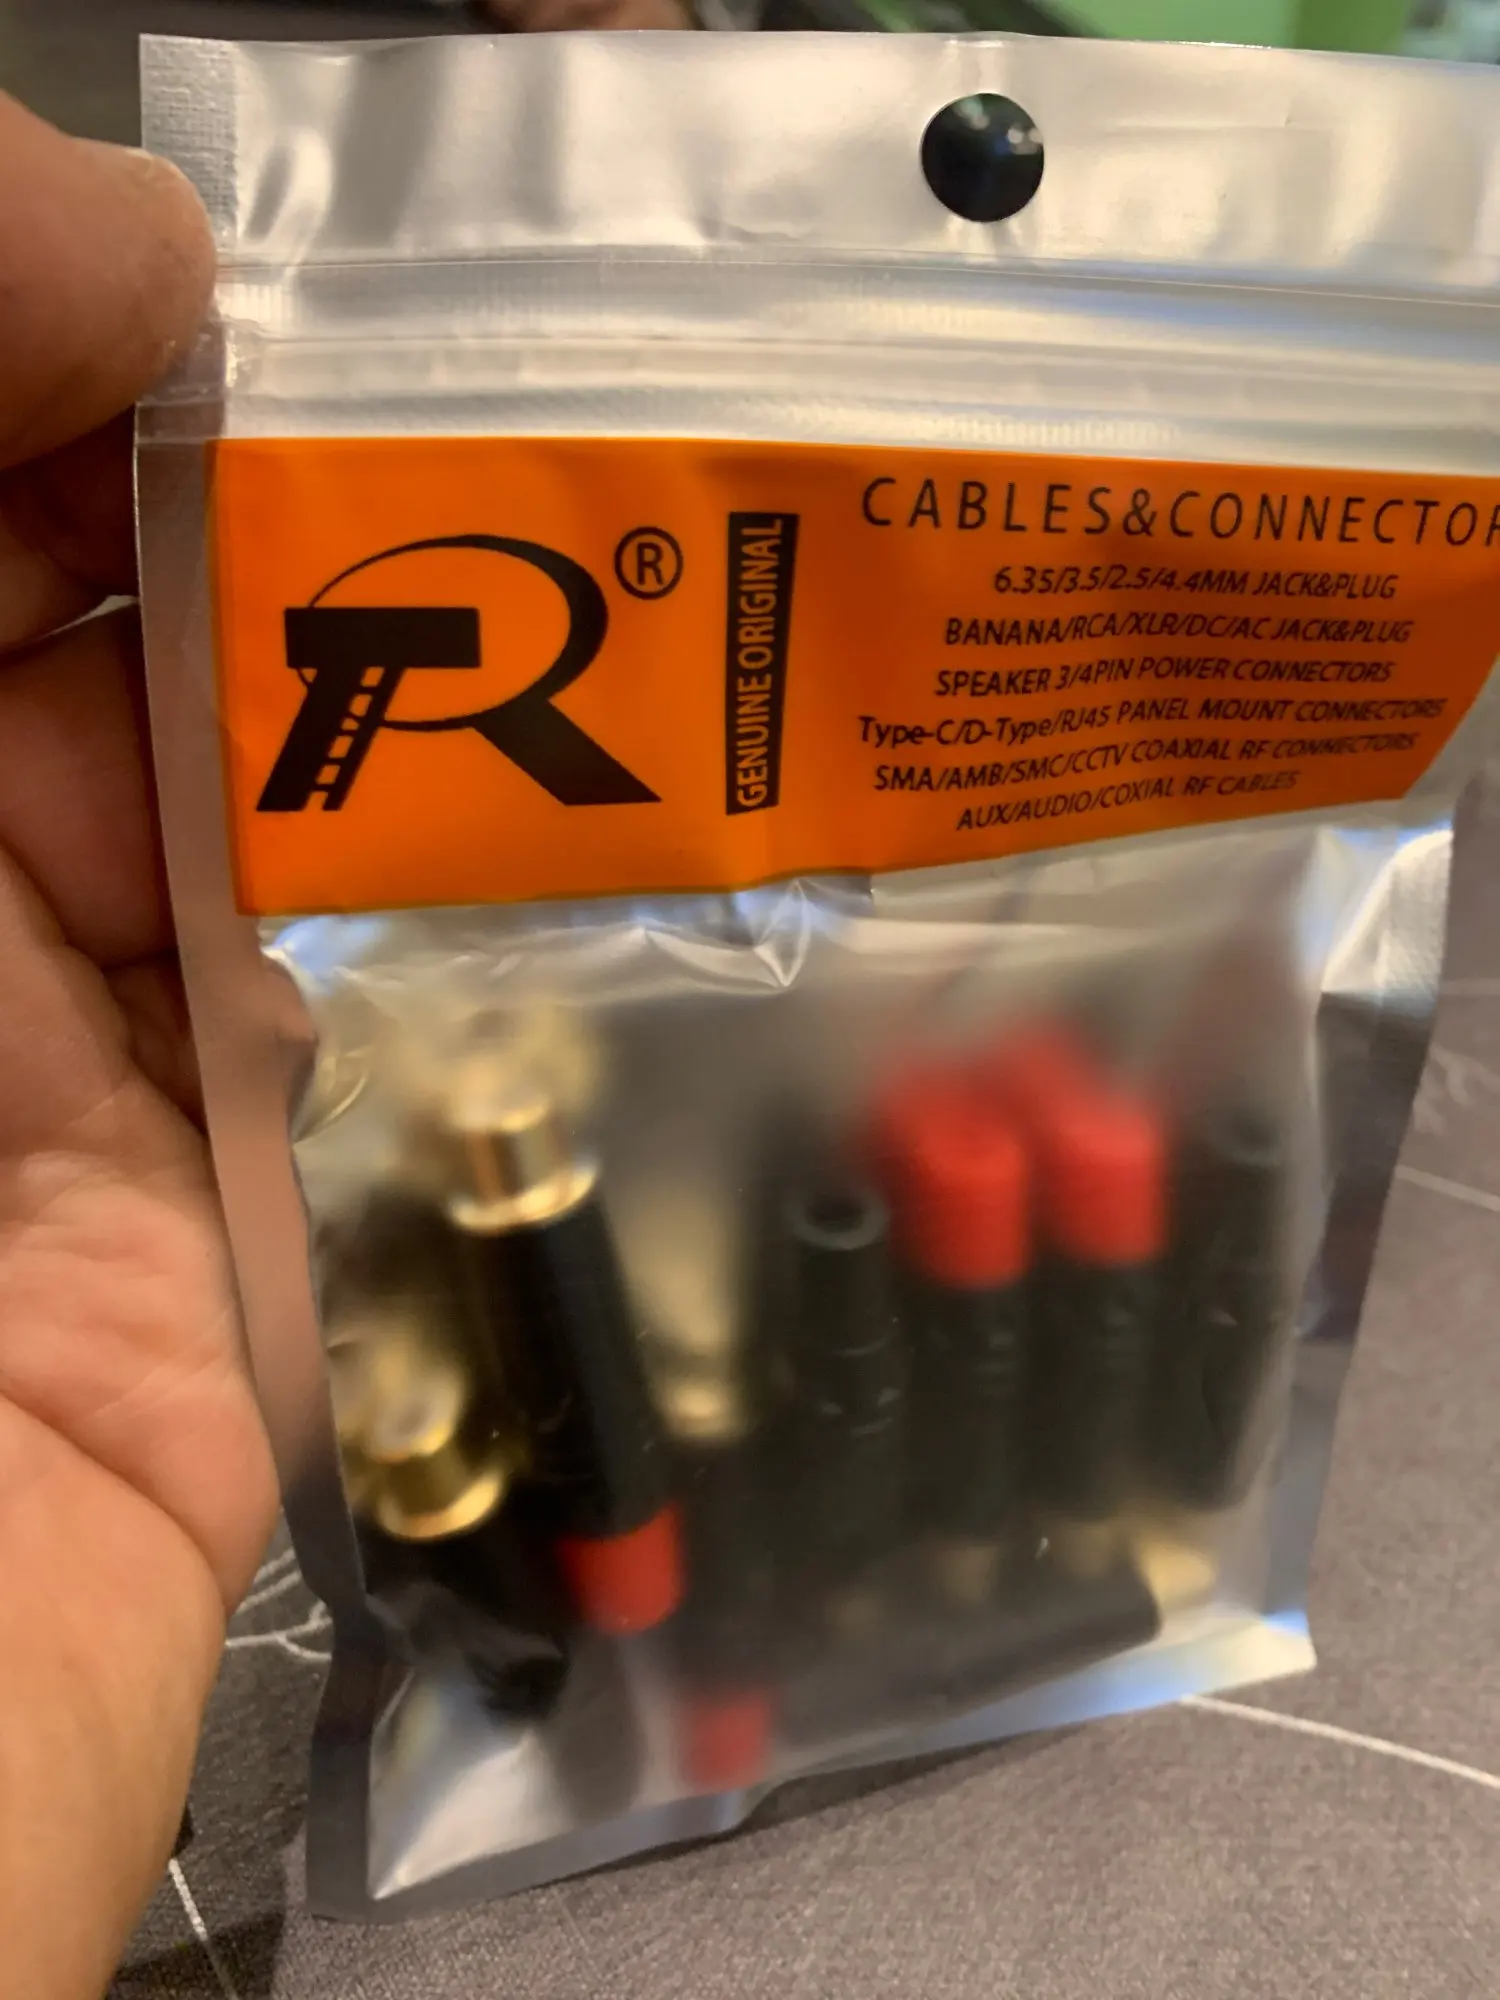 R®
GENUINE ORIGINAL
CABLES&CONNECTOR
6.35/3.5/2.5/4.4MM JACK&PLUG
BANANA/RCA/XLR/DC/AC JACK&PLUG
SPEAKER 3/4PIN POWER CONNECTORS
Type-C/D-Type/RJ45 PANEL MOUNT CONNECTORS
SMA/AMB/SMC/CCTV COAXIAL RF CONNECTORS
AUX/AUDIO/COXIAL RF CABLES